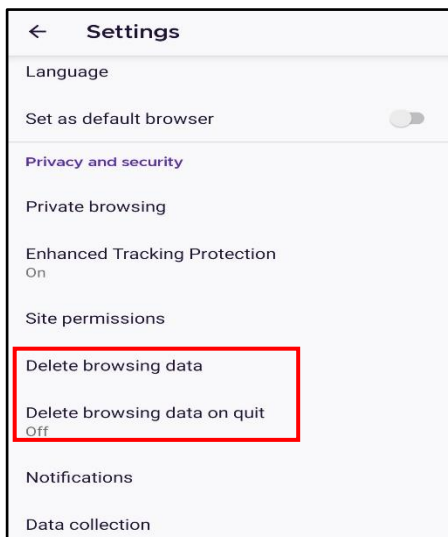 Settings
Language
Set as default browser
Privacy and security
Private browsing
Enhanced Tracking Protection
On
Site permissions
Delete browsing data
Delete browsing data on quit
Off
Notifications
Data collection